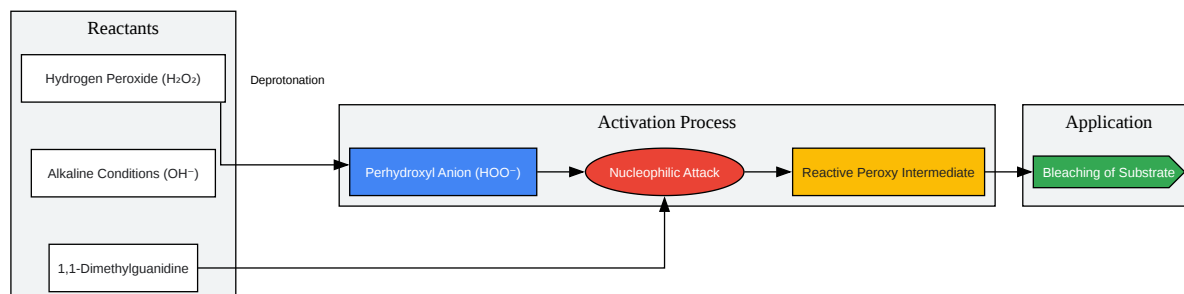 Reactants
Hydrogen Peroxide (H₂O₂)
Deprotonation
Alkaline Conditions (OH⁻)
1,1-Dimethylguanidine
Activation Process
Perhydroxyl Anion (HOO⁻)
Nucleophilic Attack
Reactive Peroxy Intermediate
Application
Bleaching of Substrate